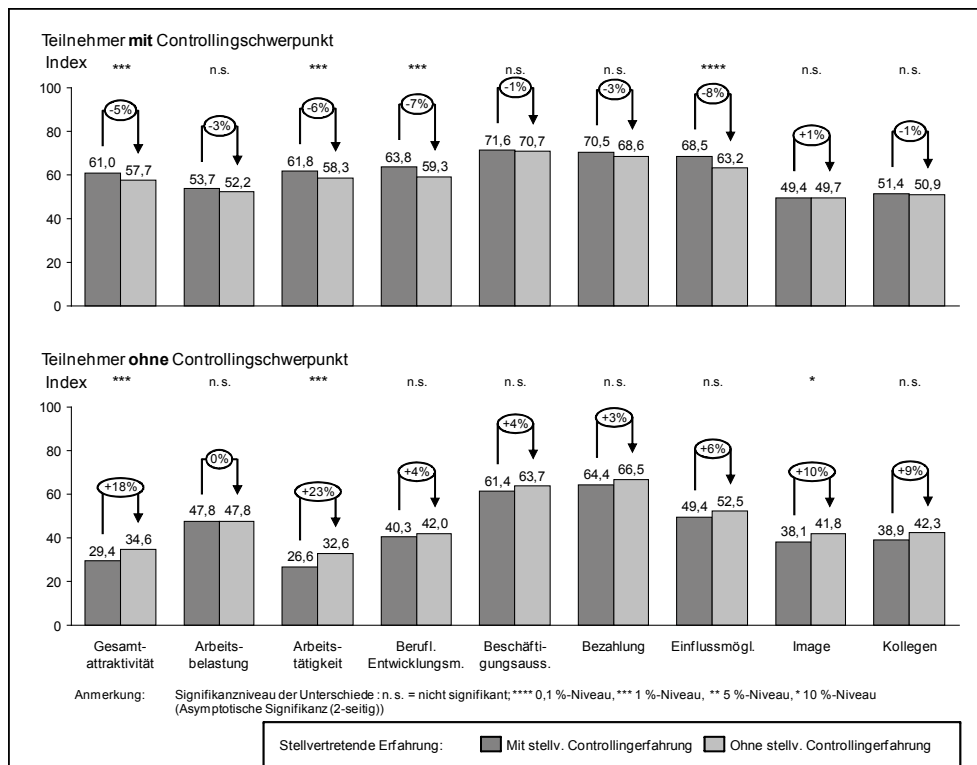 Teilnehmer mit Controllingschwerpunkt
Index
*** n.s. *** *** n.s. n.s. **** n.s. n.s.
100
80
60
40
20
0
-5% -3% -6% -7% -1% -3% -8% +1% -1%
61,0 57,7 53,7 52,2 61,8 58,3 63,8 59,3 71,6 70,7 70,5 68,6 68,5 63,2 49,4 49,7 51,4 50,9
Teilnehmer ohne Controllingschwerpunkt
Index
*** n.s. *** n.s. n.s. n.s. n.s. * n.s.
100
80
60
40
20
0
+18% 0% +23% +4% +4% +3% +6% +10% +9%
29,4 34,6 47,8 47,8 26,6 32,6 40,3 42,0 61,4 63,7 64,4 66,5 49,4 52,5 38,1 41,8 38,9 42,3
Gesamt-
attraktivität
Arbeits-
belastung
Arbeits-
tätigkeit
Berufl.
Entwicklungsm.
Beschäfti-
gungsauss.
Bezahlung
Einflussmögl.
Image
Kollegen
Anmerkung: Signifikanzniveau der Unterschiede: n.s. = nicht signifikant; **** 0,1 %-Niveau, *** 1 %-Niveau, ** 5 %-Niveau, * 10 %-Niveau
(Asymptotische Signifikanz (2-seitig))
Stellvertretende Erfahrung: Mit stellv. Controllingerfahrung Ohne stellv. Controllingerfahrung